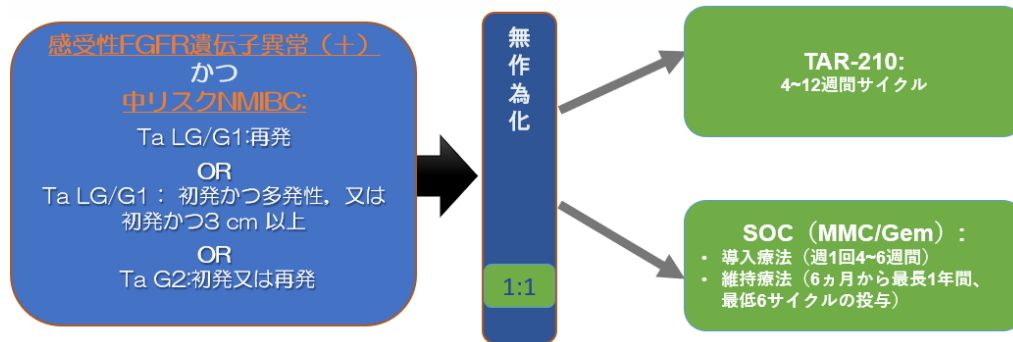 感受性FGFR遺伝子異常（＋）
かつ
中リスクNMIBC:
Ta LG/G1:再発
OR
Ta LG/G1： 初発かつ多発性，又は
初発かつ3 cm 以上
OR
Ta G2:初発又は再発
無作為化
1:1
TAR-210:
4~12週間サイクル
SOC（MMC/Gem）:
・ 導入療法（週1回4~6週間）
・ 維持療法（6ヵ月から最長1年間、
最低6サイクルの投与）